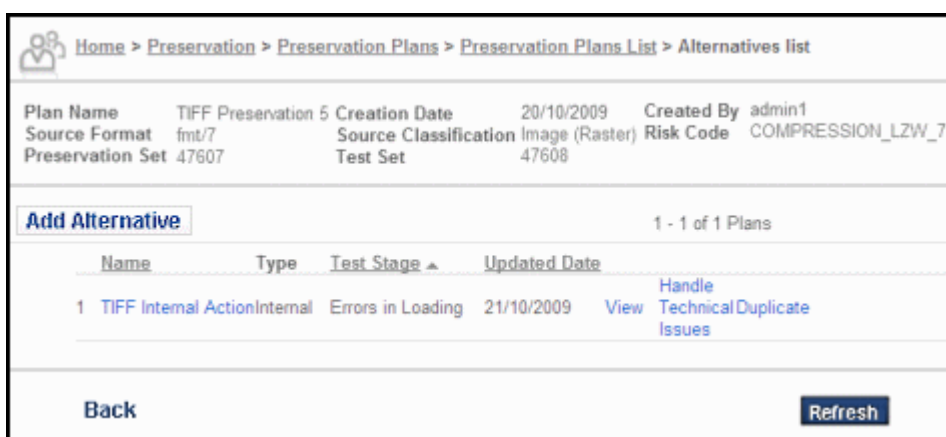 Home > Preservation > Preservation Plans > Preservation Plans List > Alternatives list
Plan Name TIFF Preservation 5 Creation Date 20/10/2009 Created By admin1
Source Format fmt/7 Source Classification Image (Raster) Risk Code COMPRESSION_LZW_7
Preservation Set 47607 Test Set 47608
Add Alternative 1 - 1 of 1 Plans
Name Type Test Stage Updated Date
1 TIFF Internal Action Internal Errors in Loading 21/10/2009 View Handle Technical Issues Duplicate
Back Refresh